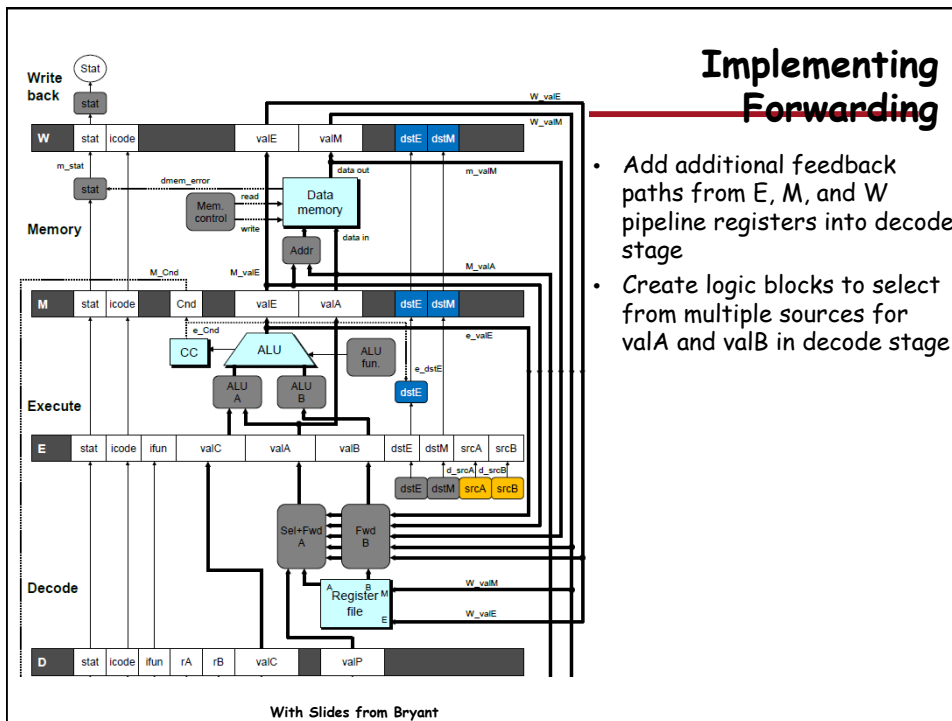 Implementing
Forwarding
• Add additional feedback
paths from E, M, and W
pipeline registers into decode
stage
• Create logic blocks to select
from multiple sources for
valA and valB in decode stage
Stat
Write
back
stat
W_valE
W_valM
W stat icode valE valM dstE dstM
m_stat
data out
m_valM
stat
dmem_error
read
Mem.
control
Data
memory
write
Memory
data in
Addr
M_Cnd
M_valE
M_valA
M stat icode Cnd valE valA dstE dstM
e_Cnd
e_valE
CC
ALU
ALU
fun.
e_dstE
ALU
A
ALU
B
dstE
Execute
E stat icode ifun valC valA valB dstE dstM srcA srcB
d_srcA d_srcB
dstE dstM srcA srcB
Sel+Fwd
A
Fwd
B
Decode
A B
W_valM
M
Register
file
E
W_valE
D stat icode ifun rA rB valC valP
With Slides from Bryant